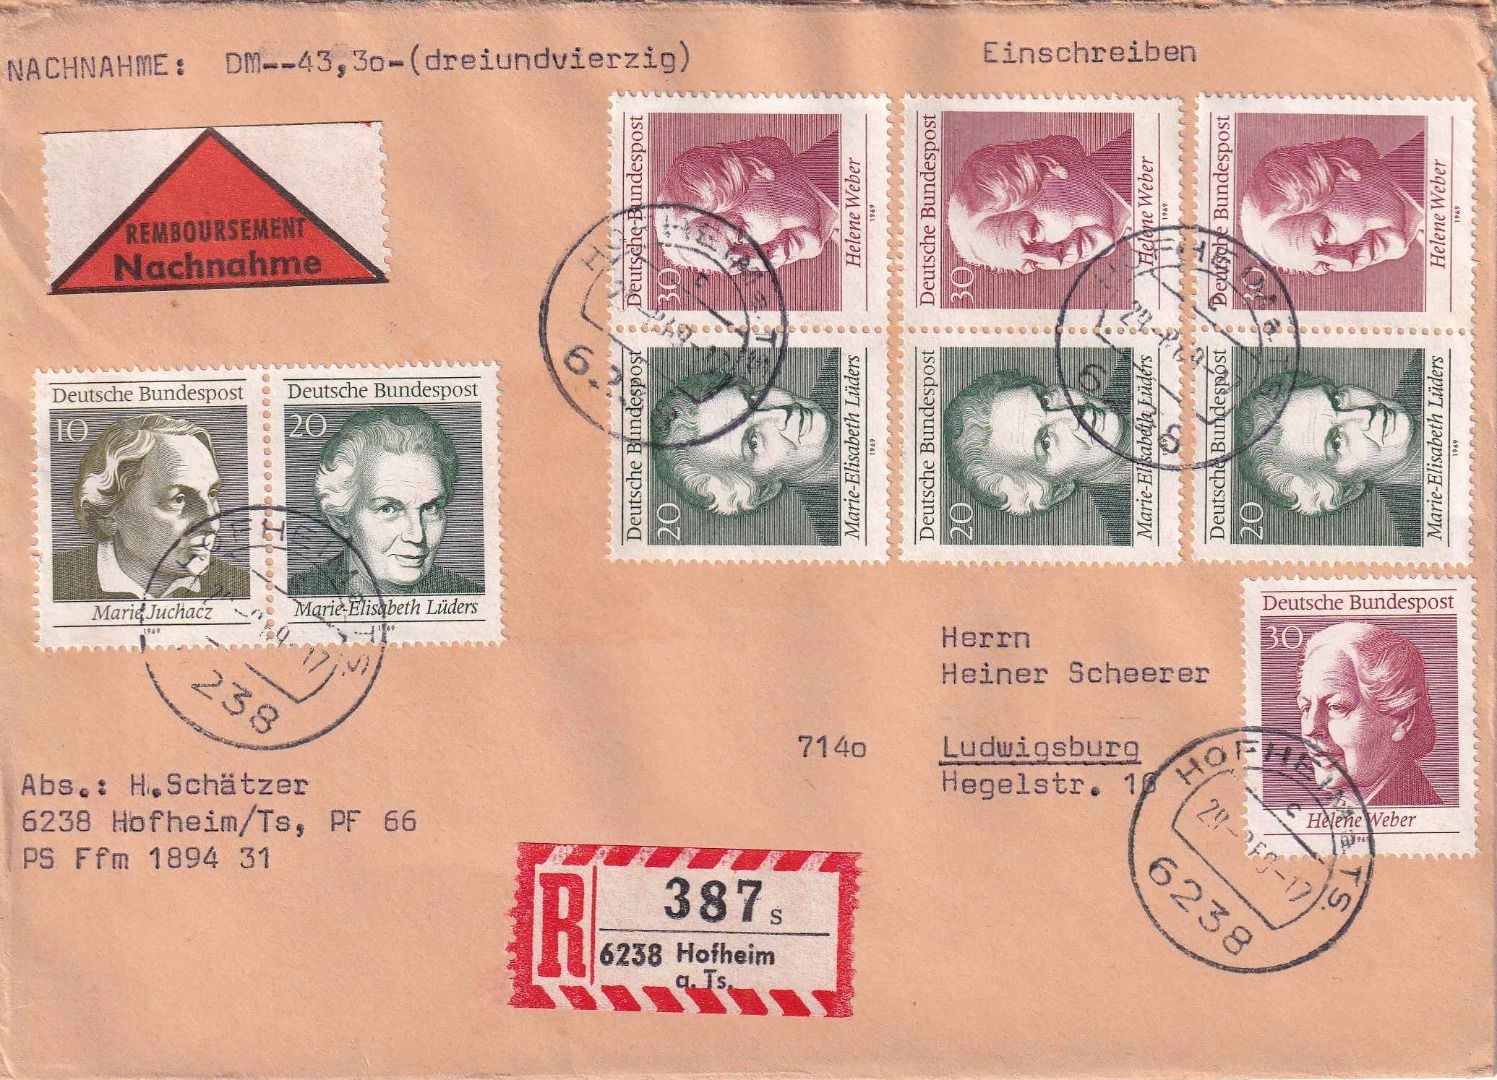 NACHNAHME: DM--43,3o-(dreiundvierzig)
Einschreiben
REMBOURSEMENT
Nachnahme
Deutsche Bundespost
30
Helene Weber
1969
Deutsche Bundespost
30
Helene Weber
1969
Deutsche Bundespost
30
Helene Weber
1969
Deutsche Bundespost
20
Marie-Elisabeth Lüders
1969
Deutsche Bundespost
20
Marie-Elisabeth Lüders
1969
Deutsche Bundespost
20
Marie-Elisabeth Lüders
1969
Deutsche Bundespost
10
Marie Juchacz
1969
Deutsche Bundespost
20
Marie-Elisabeth Lüders
1969
238
Deutsche Bundespost
30
Helene Weber
1969
HOFHEIM a. TS.
c
6238
Herrn
Heiner Scheerer
714o Ludwigsburg
Hegelstr. 10
Abs.: H.Schätzer
6238 Hofheim/Ts, PF 66
PS Ffm 1894 31
R
387 s
6238 Hofheim
a. Ts.